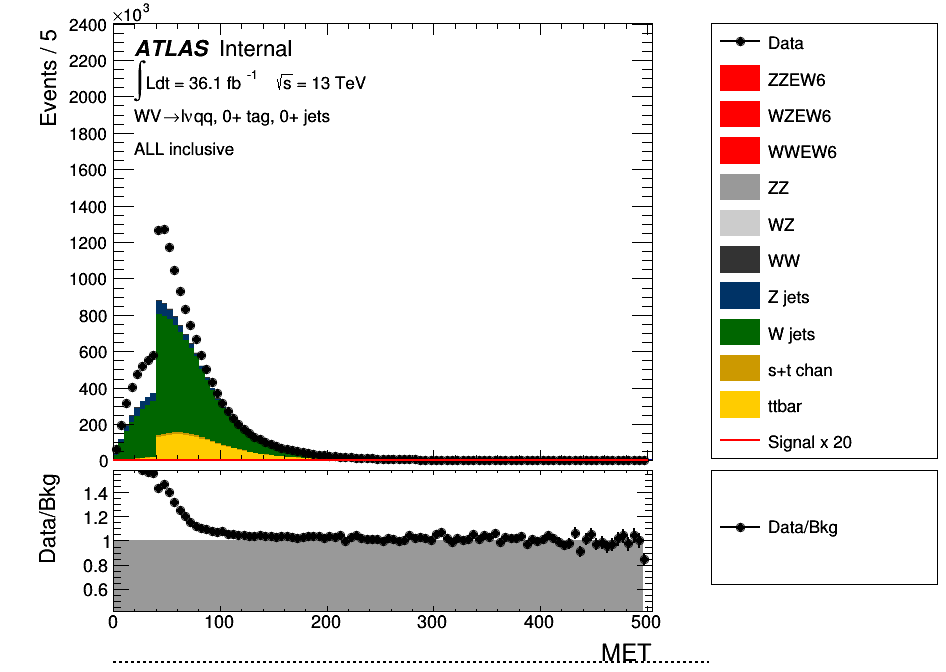 ×10³
2400
2200
2000
1800
1600
1400
1200
1000
800
600
400
200
0
Events / 5
ATLAS Internal
∫Ldt = 36.1 fb⁻¹ √s = 13 TeV
WV→lνqq, 0+ tag, 0+ jets
ALL inclusive
Data
ZZEW6
WZEW6
WWEW6
ZZ
WZ
WW
Z jets
W jets
s+t chan
ttbar
Signal x 20
1.4
1.2
1
0.8
0.6
Data/Bkg
0 100 200 300 400 500
MET
Data/Bkg